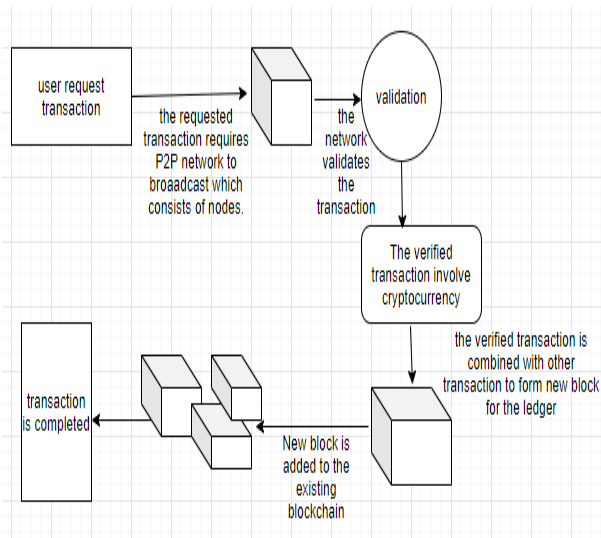 user request
transaction
the requested
transaction requires
P2P network to
broaadcast which
consists of nodes.
the
network
validates
the
transaction
validation
The verified
transaction involve
cryptocurrency
the verified transaction is
combined with other
transaction to form new block
for the ledger
New block is
added to the
existing
blockchain
transaction
is completed